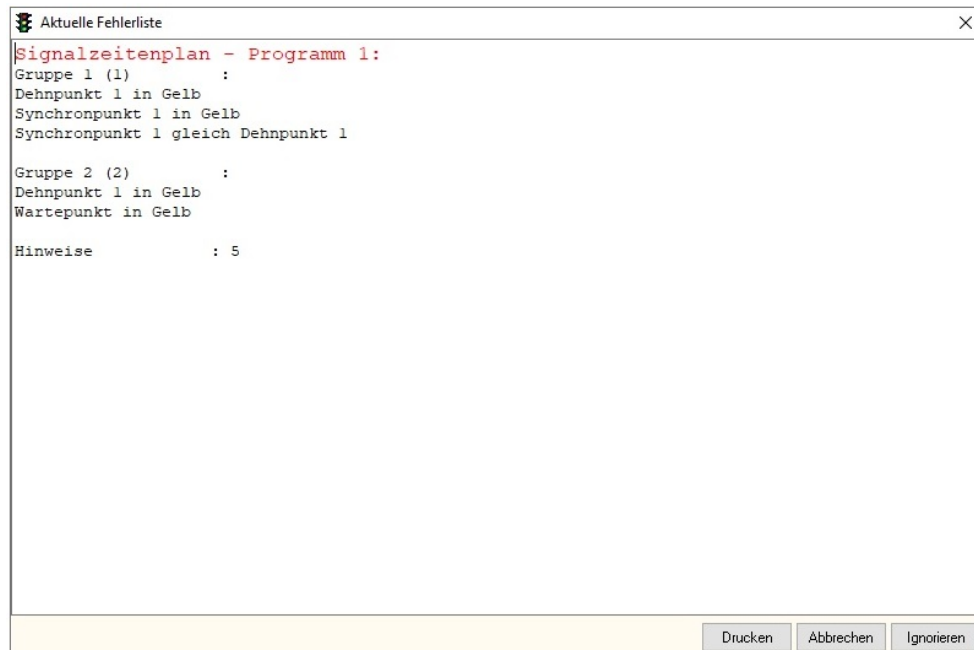 Aktuelle Fehlerliste
Signalzeitenplan - Programm 1:
Gruppe 1 (1) :
Dehnpunkt 1 in Gelb
Synchronpunkt 1 in Gelb
Synchronpunkt 1 gleich Dehnpunkt 1
Gruppe 2 (2) :
Dehnpunkt 1 in Gelb
Wartepunkt in Gelb
Hinweise : 5
Drucken Abbrechen Ignorieren